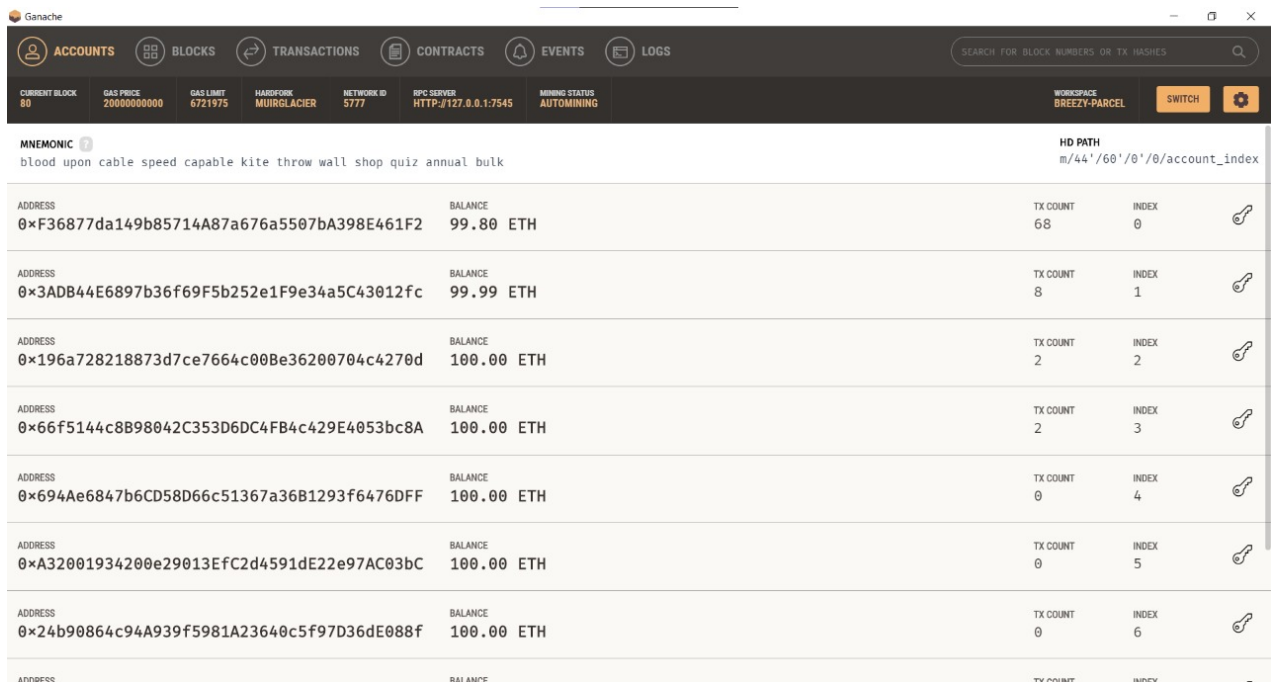 Ganache
ACCOUNTS BLOCKS TRANSACTIONS CONTRACTS EVENTS LOGS SEARCH FOR BLOCK NUMBERS OR TX HASHES
CURRENT BLOCK GAS PRICE GAS LIMIT HARDFORK NETWORK ID RPC SERVER MINING STATUS WORKSPACE
80 20000000000 6721975 MUIRGLACIER 5777 HTTP://127.0.0.1:7545 AUTOMINING BREEZY-PARCEL SWITCH
MNEMONIC ? HD PATH
blood upon cable speed capable kite throw wall shop quiz annual bulk m/44'/60'/0'/0/account_index
ADDRESS BALANCE TX COUNT INDEX
0×F36877da149b85714A87a676a5507bA398E461F2 99.80 ETH 68 0
ADDRESS BALANCE TX COUNT INDEX
0×3ADB44E6897b36f69F5b252e1F9e34a5C43012fc 99.99 ETH 8 1
ADDRESS BALANCE TX COUNT INDEX
0×196a728218873d7ce7664c00Be36200704c4270d 100.00 ETH 2 2
ADDRESS BALANCE TX COUNT INDEX
0×66f5144c8B98042C353D6DC4FB4c429E4053bc8A 100.00 ETH 2 3
ADDRESS BALANCE TX COUNT INDEX
0×694Ae6847b6CD58D66c51367a36B1293f6476DFF 100.00 ETH 0 4
ADDRESS BALANCE TX COUNT INDEX
0×A32001934200e29013EfC2d4591dE22e97AC03bC 100.00 ETH 0 5
ADDRESS BALANCE TX COUNT INDEX
0×24b90864c94A939f5981A23640c5f97D36dE088f 100.00 ETH 0 6
ADDRESS BALANCE TX COUNT INDEX